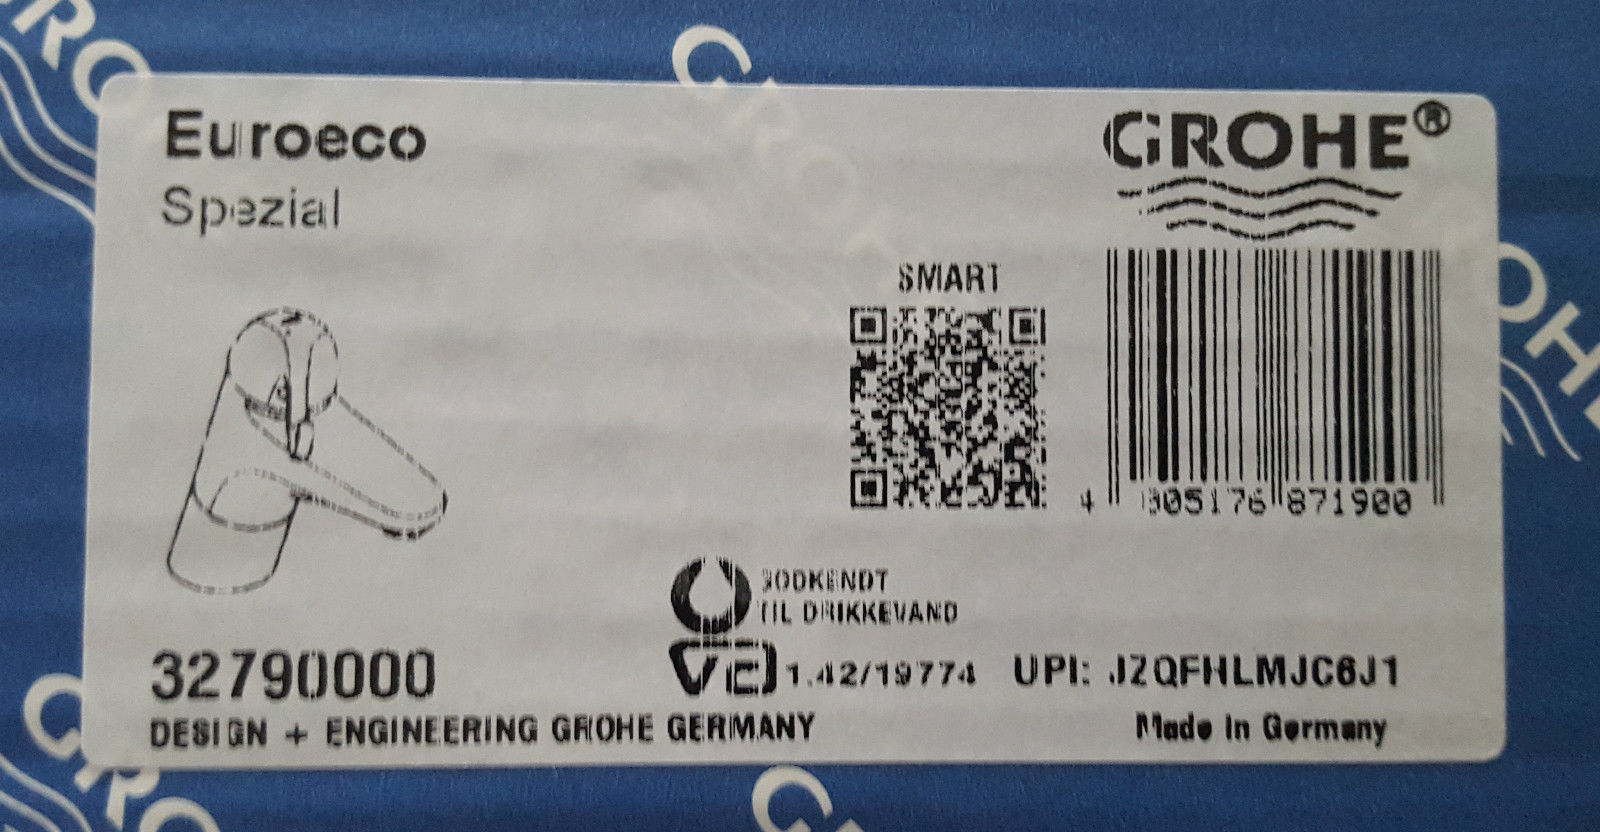 Euroeco
Spezial
GROHE®
SMART
4 005176 871900
GODKENDT
TIL DRIKKEVAND
VA 1.42/19774
32790000
UPI: JZQFHLMJC6J1
DESIGN + ENGINEERING GROHE GERMANY
Made in Germany